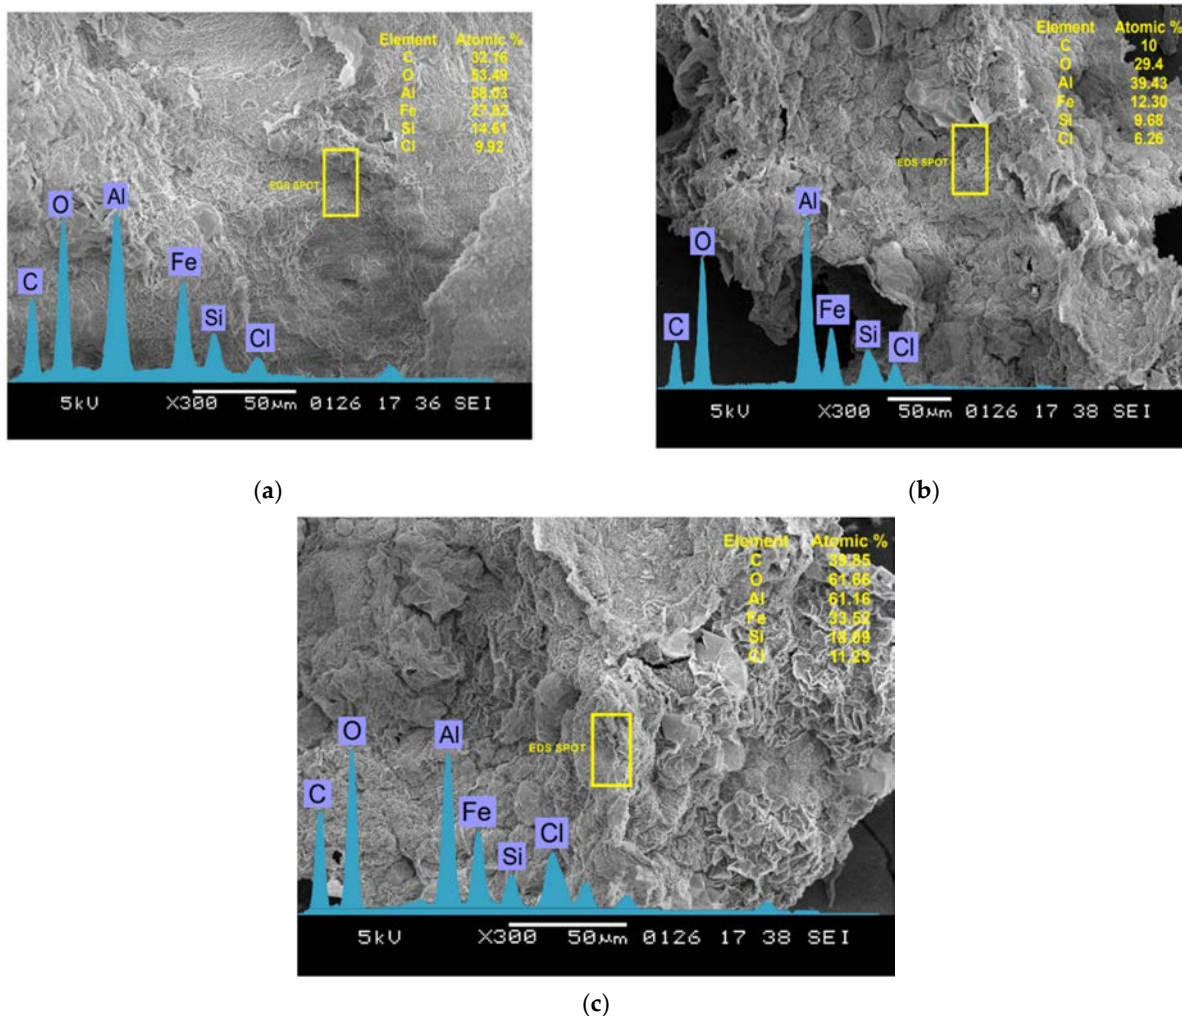 Element Atomic %
C 32.16
O 53.49
Al 58.03
Fe 27.82
Si 14.61
Cl 9.92
EDS SPOT
O Al
Fe
C
Si
Cl
5kV X300 50µm 0126 17 36 SEI
(a)
Element Atomic %
C 10
O 29.4
Al 39.43
Fe 12.30
Si 9.68
Cl 6.26
EDS SPOT
Al
O
Fe
C Si
Cl
5kV X300 50µm 0126 17 38 SEI
(b)
Element Atomic %
C 39.85
O 61.66
Al 61.16
Fe 33.52
Si 18.09
Cl 11.23
EDS SPOT
O Al
C
Fe
Si Cl
5kV X300 50µm 0126 17 38 SEI
(c)